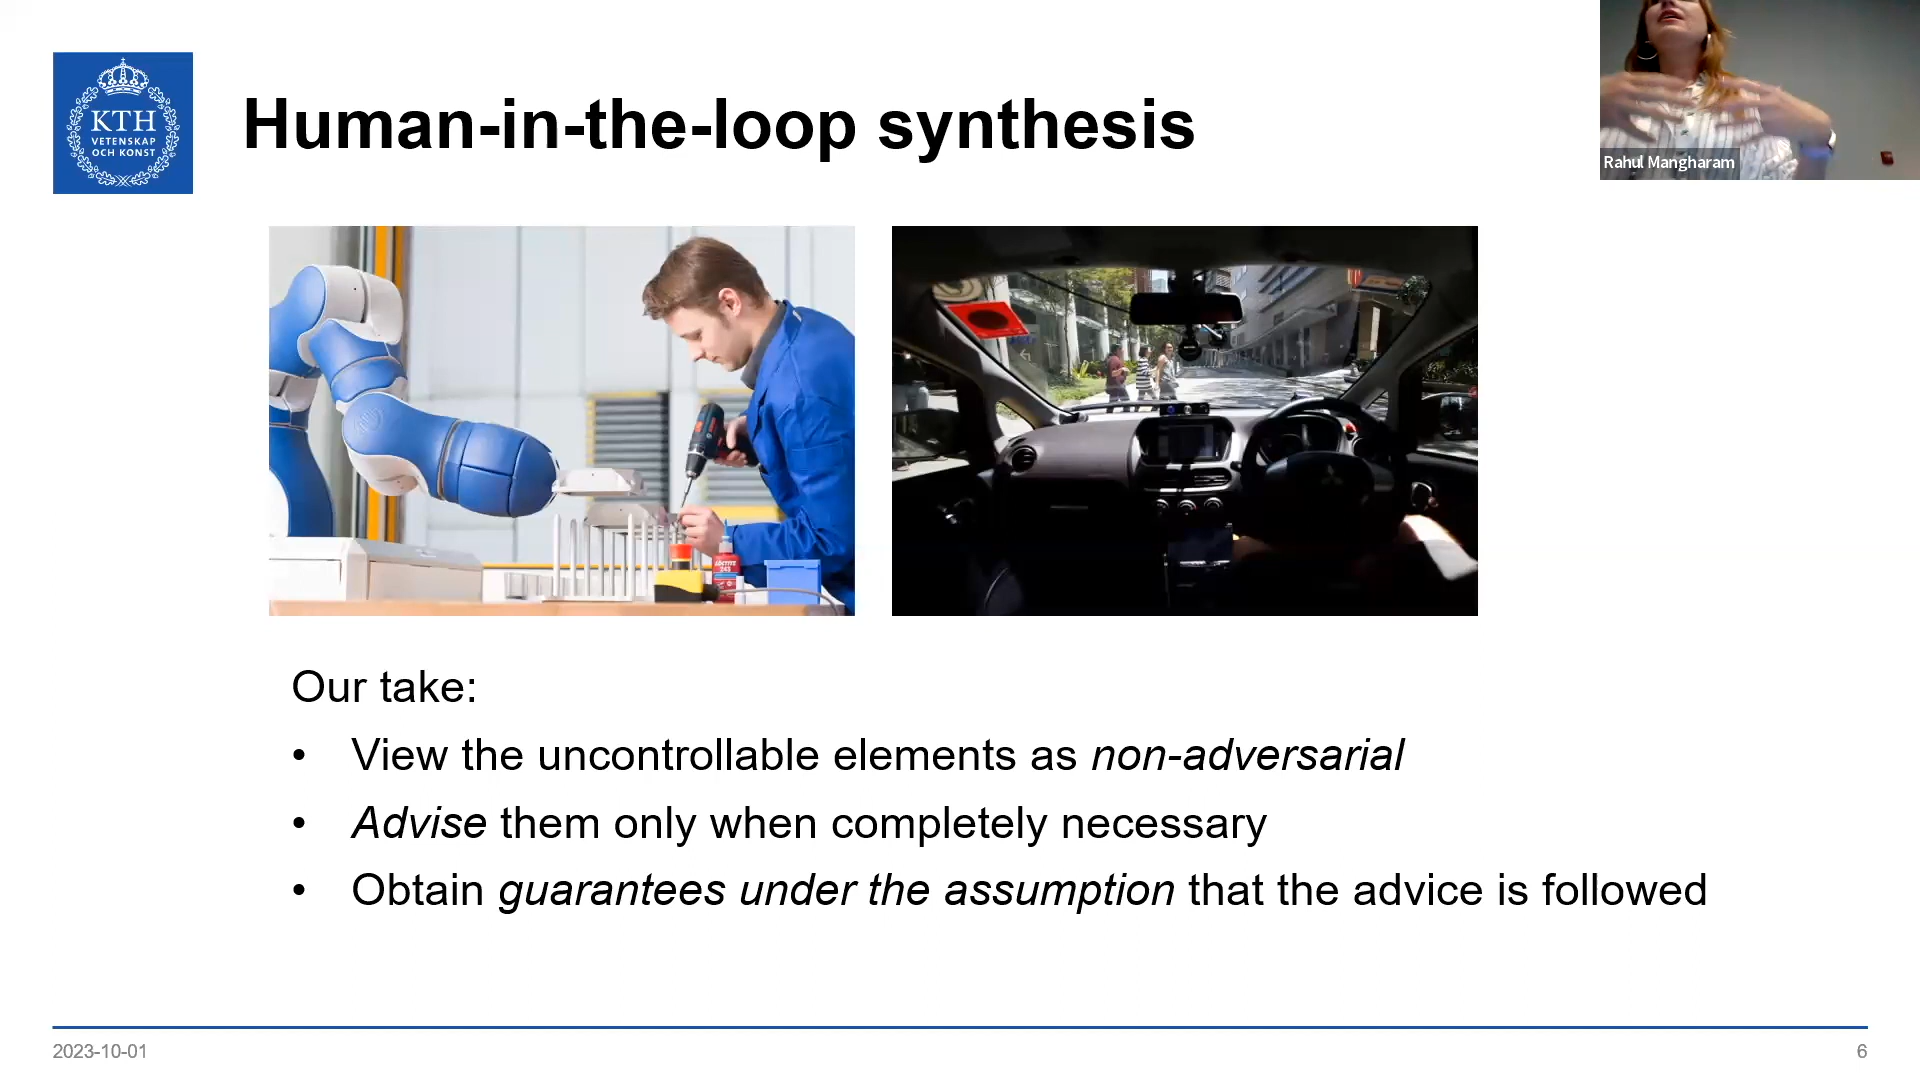 KTH
VETENSKAP
OCH KONST
Human-in-the-loop synthesis
Rahul Mangharam
LOCTITE
243
Our take:
• View the uncontrollable elements as non-adversarial
• Advise them only when completely necessary
• Obtain guarantees under the assumption that the advice is followed
2023-10-01
6